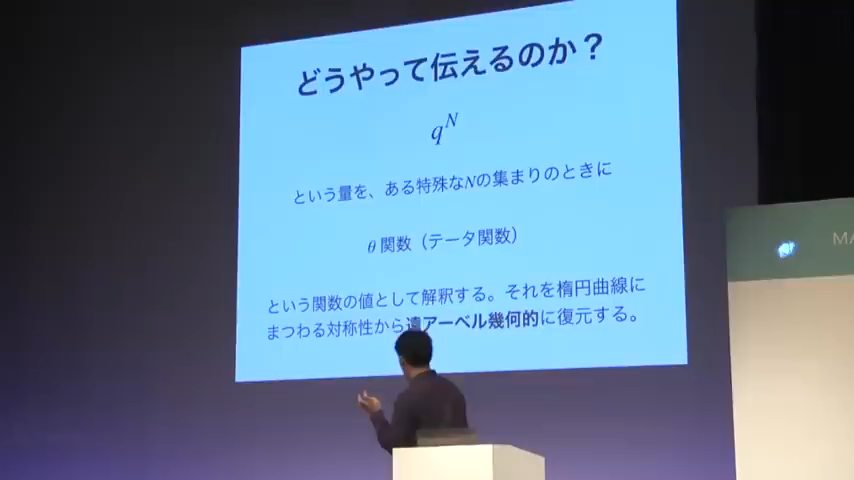 どうやって伝えるのか？
q^N
という量を、ある特殊なNの集まりのときに
θ関数（テータ関数）
という関数の値として解釈する。それを楕円曲線に
まつわる対称性から遠アーベル幾何的に復元する。
MA